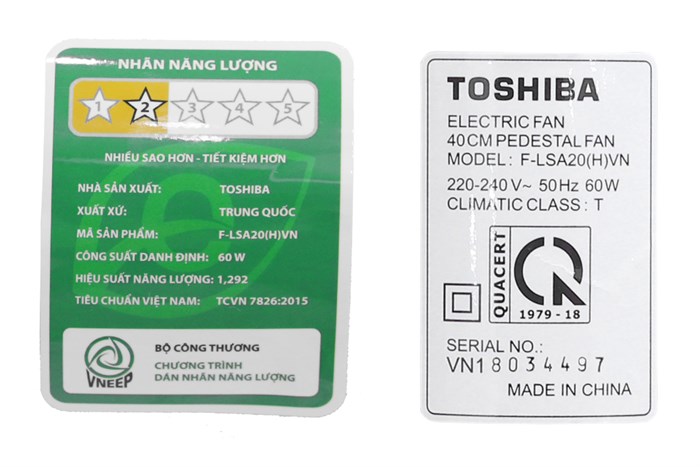 NHÃN NĂNG LƯỢNG
1 2 3 4 5
NHIỀU SAO HƠN - TIẾT KIỆM HƠN
NHÀ SẢN XUẤT: TOSHIBA
XUẤT XỨ: TRUNG QUỐC
MÃ SẢN PHẨM: F-LSA20(H)VN
CÔNG SUẤT DANH ĐỊNH: 60 W
HIỆU SUẤT NĂNG LƯỢNG: 1,292
TIÊU CHUẨN VIỆT NAM: TCVN 7826:2015
VNEEP
BỘ CÔNG THƯƠNG
CHƯƠNG TRÌNH
DÁN NHÃN NĂNG LƯỢNG
TOSHIBA
ELECTRIC FAN
40CM PEDESTAL FAN
MODEL: F-LSA20(H)VN
220-240 V~ 50Hz 60W
CLIMATIC CLASS : T
QUACERT
1979 - 18
SERIAL NO.:
VN18034497
MADE IN CHINA